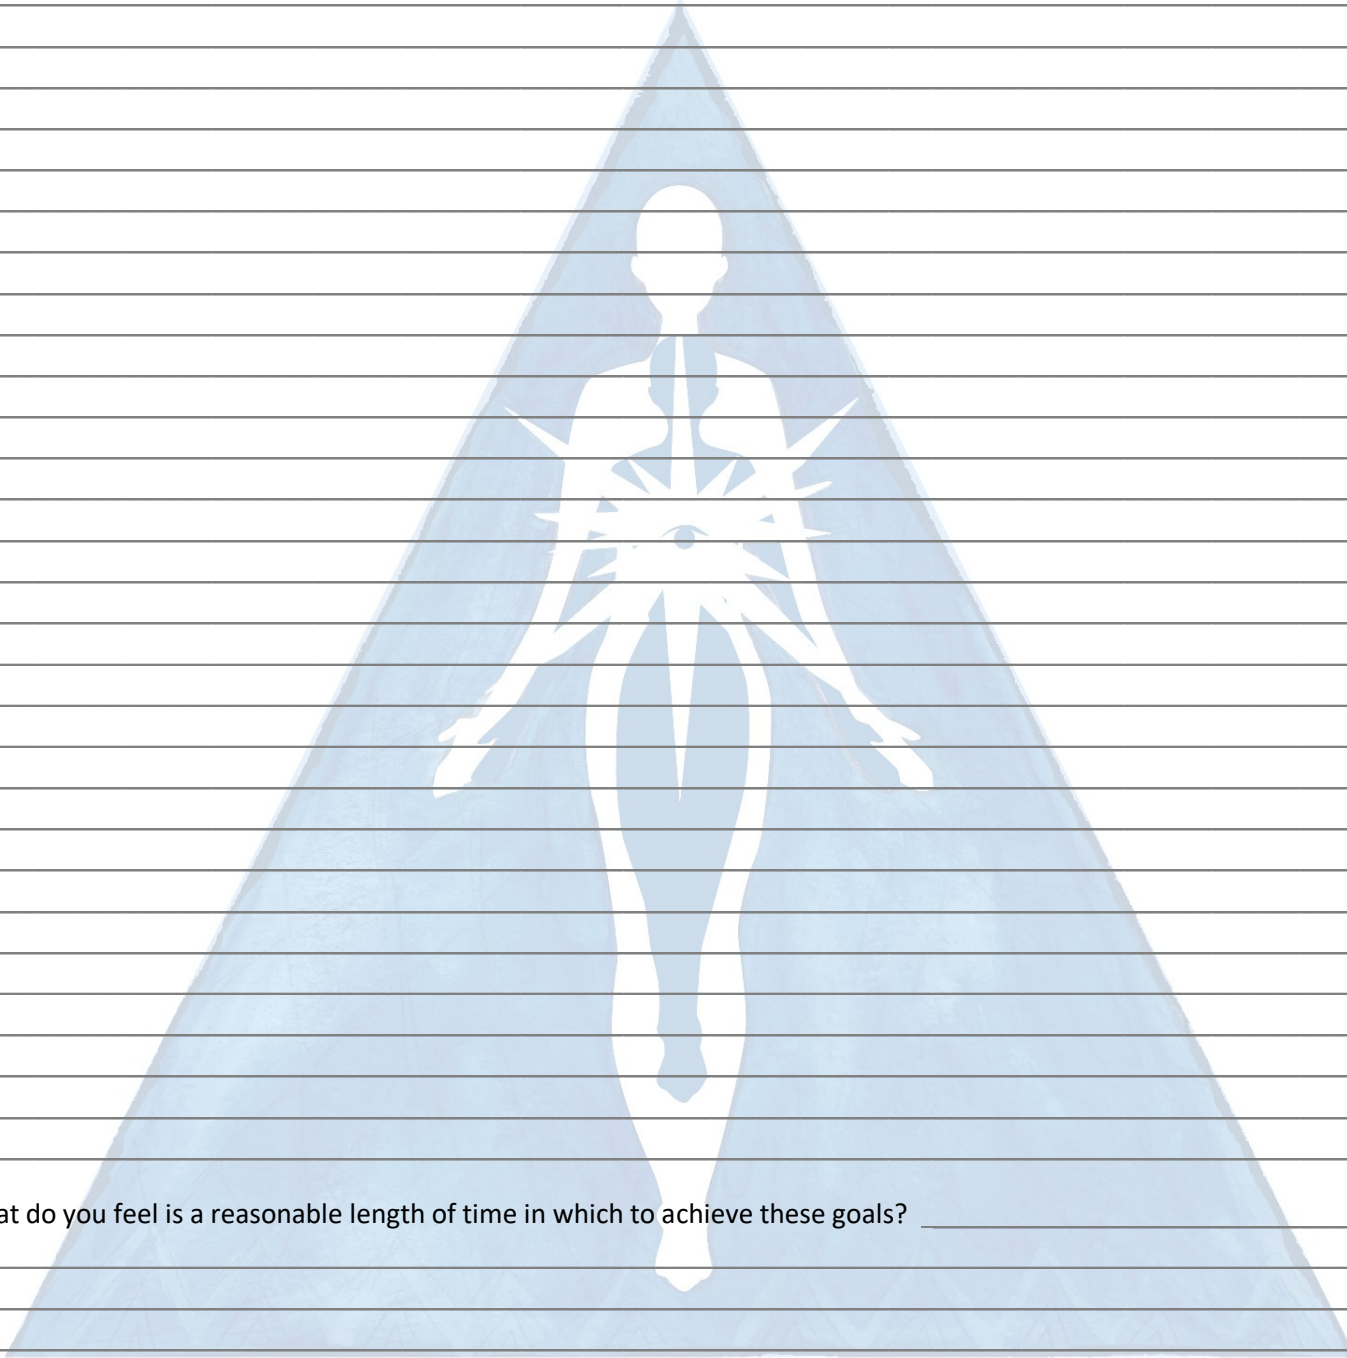 at do you feel is a reasonable length of time in which to achieve these goals?